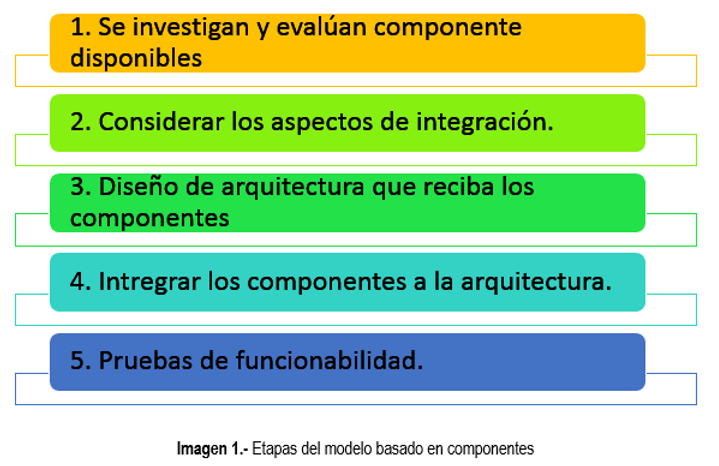 1. Se investigan y evalúan componente
disponibles
2. Considerar los aspectos de integración.
3. Diseño de arquitectura que reciba los
componentes
4. Intregrar los componentes a la arquitectura.
5. Pruebas de funcionabilidad.
Imagen 1.- Etapas del modelo basado en componentes